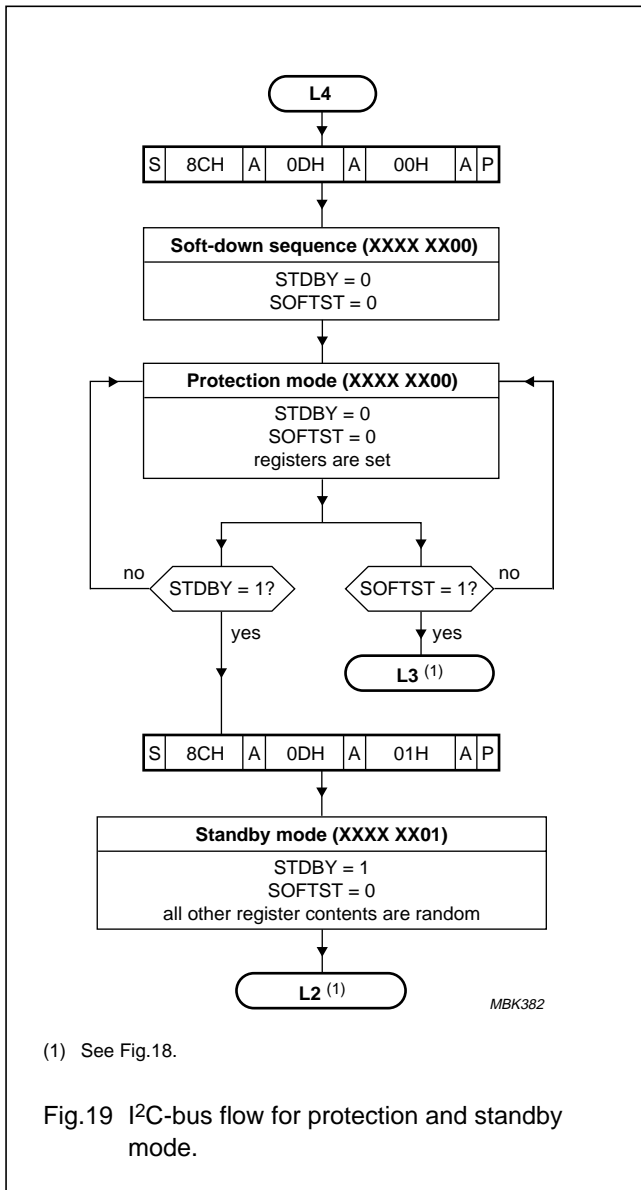 L4
S 8CH A 0DH A 00H A P
Soft-down sequence (XXXX XX00)
STDBY = 0
SOFTST = 0
Protection mode (XXXX XX00)
STDBY = 0
SOFTST = 0
registers are set
no STDBY = 1? SOFTST = 1? no
yes yes
L3 (1)
S 8CH A 0DH A 01H A P
Standby mode (XXXX XX01)
STDBY = 1
SOFTST = 0
all other register contents are random
L2 (1)
MBK382
(1) See Fig.18.
Fig.19 I²C-bus flow for protection and standby
mode.